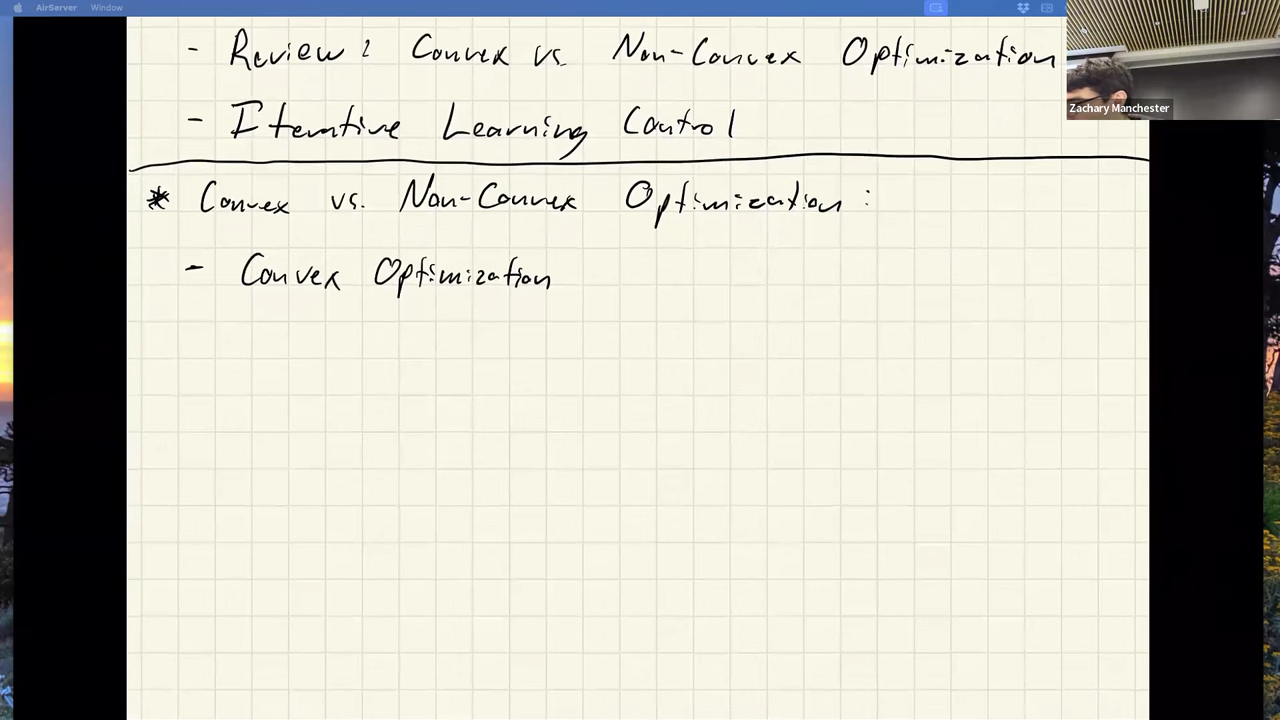 AirServer Window
- Review: Convex vs. Non-Convex Optimization
Zachary Manchester
- Iterative Learning Control
* Convex vs. Non-Convex Optimization:
- Convex Optimization